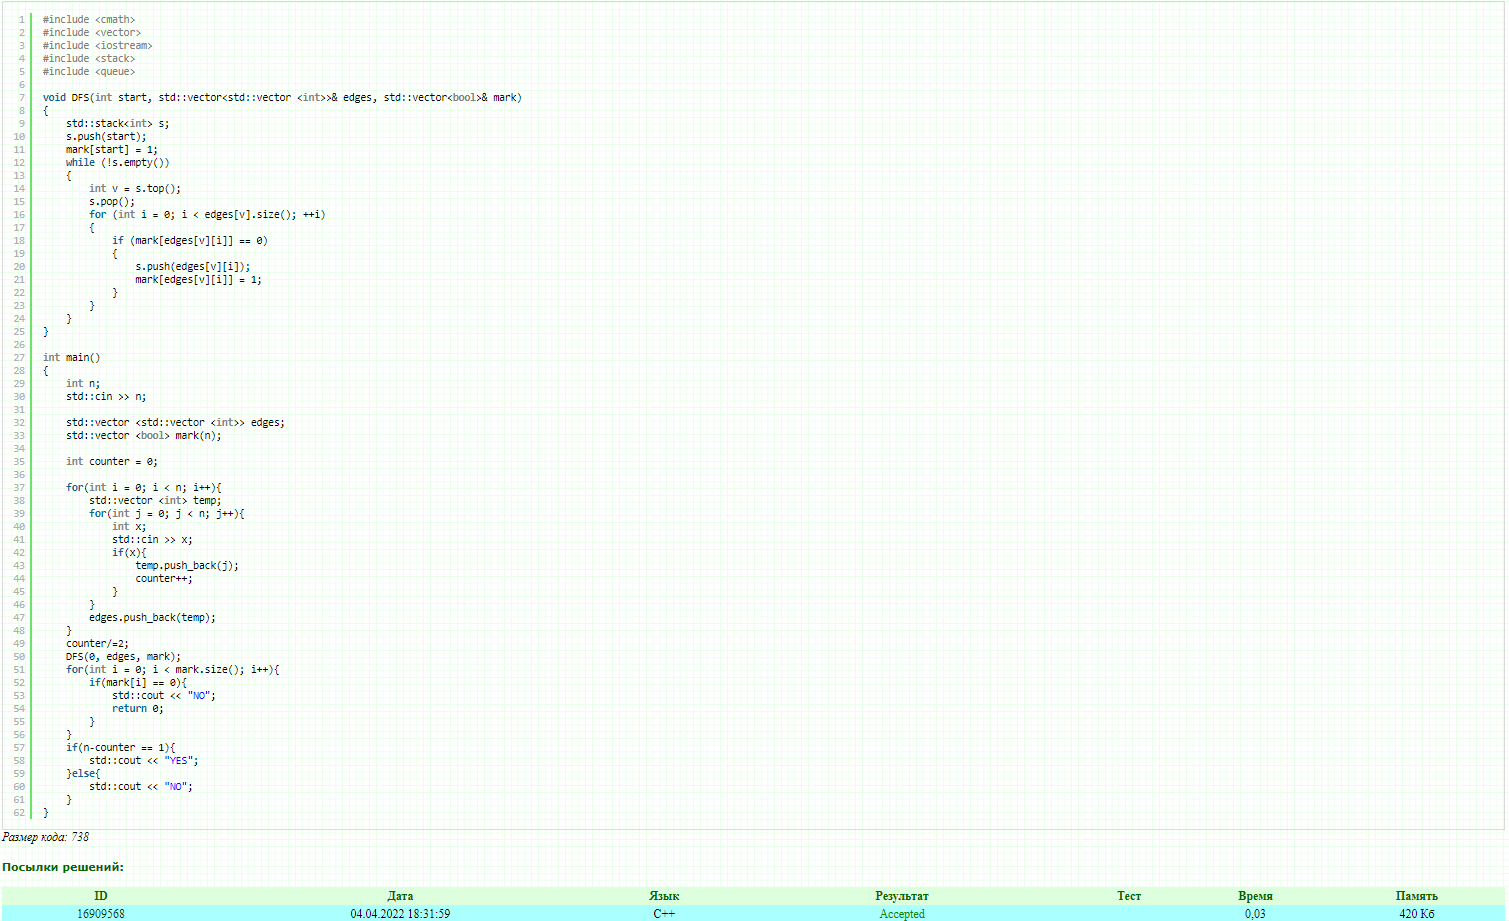 1 #include <cmath>
2 #include <vector>
3 #include <iostream>
4 #include <stack>
5 #include <queue>
6
7 void DFS(int start, std::vector<std::vector <int>>& edges, std::vector<bool>& mark)
8 {
9     std::stack<int> s;
10     s.push(start);
11     mark[start] = 1;
12     while (!s.empty())
13     {
14         int v = s.top();
15         s.pop();
16         for (int i = 0; i < edges[v].size(); ++i)
17         {
18             if (mark[edges[v][i]] == 0)
19             {
20                 s.push(edges[v][i]);
21                 mark[edges[v][i]] = 1;
22             }
23         }
24     }
25 }
26
27 int main()
28 {
29     int n;
30     std::cin >> n;
31
32     std::vector <std::vector <int>> edges;
33     std::vector <bool> mark(n);
34
35     int counter = 0;
36
37     for(int i = 0; i < n; i++){
38         std::vector <int> temp;
39         for(int j = 0; j < n; j++){
40             int x;
41             std::cin >> x;
42             if(x){
43                 temp.push_back(j);
44                 counter++;
45             }
46         }
47         edges.push_back(temp);
48     }
49     counter/=2;
50     DFS(0, edges, mark);
51     for(int i = 0; i < mark.size(); i++){
52         if(mark[i] == 0){
53             std::cout << "NO";
54             return 0;
55         }
56     }
57     if(n-counter == 1){
58         std::cout << "YES";
59     }else{
60         std::cout << "NO";
61     }
62 }
Размер кода: 738
Посылки решений:
ID Дата Язык Результат Тест Время Память
16909568 04.04.2022 18:31:59 C++ Accepted 0,03 420 Кб